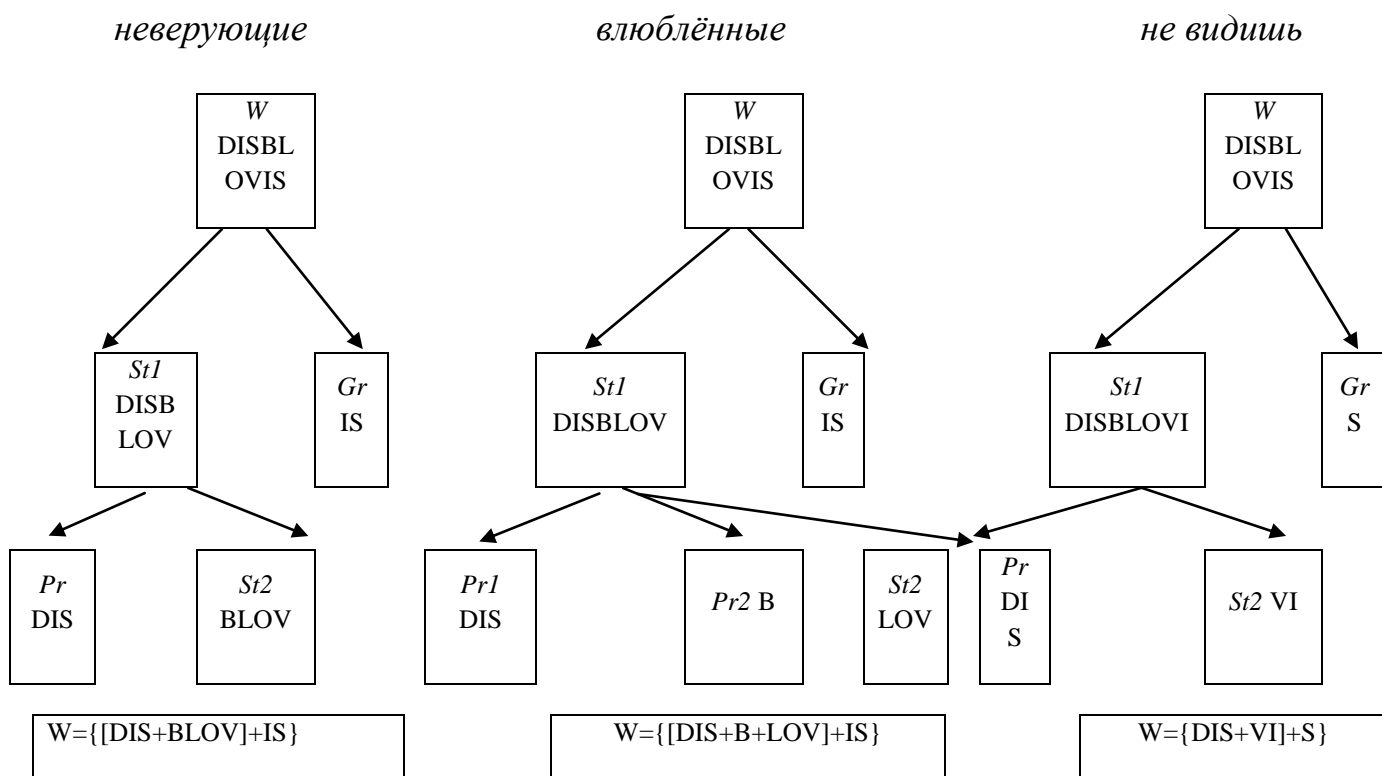 неверующие
влюблённые
не видишь
W
DISBL
OVIS
W
DISBL
OVIS
W
DISBL
OVIS
St1
DISB
LOV
Gr
IS
St1
DISBLOV
Gr
IS
St1
DISBLOVI
Gr
S
Pr
DIS
St2
BLOV
Pr1
DIS
Pr2 B
St2
LOV
Pr
DI
S
St2 VI
W={[DIS+BLOV]+IS}
W={[DIS+B+LOV]+IS}
W={DIS+VI]+S}